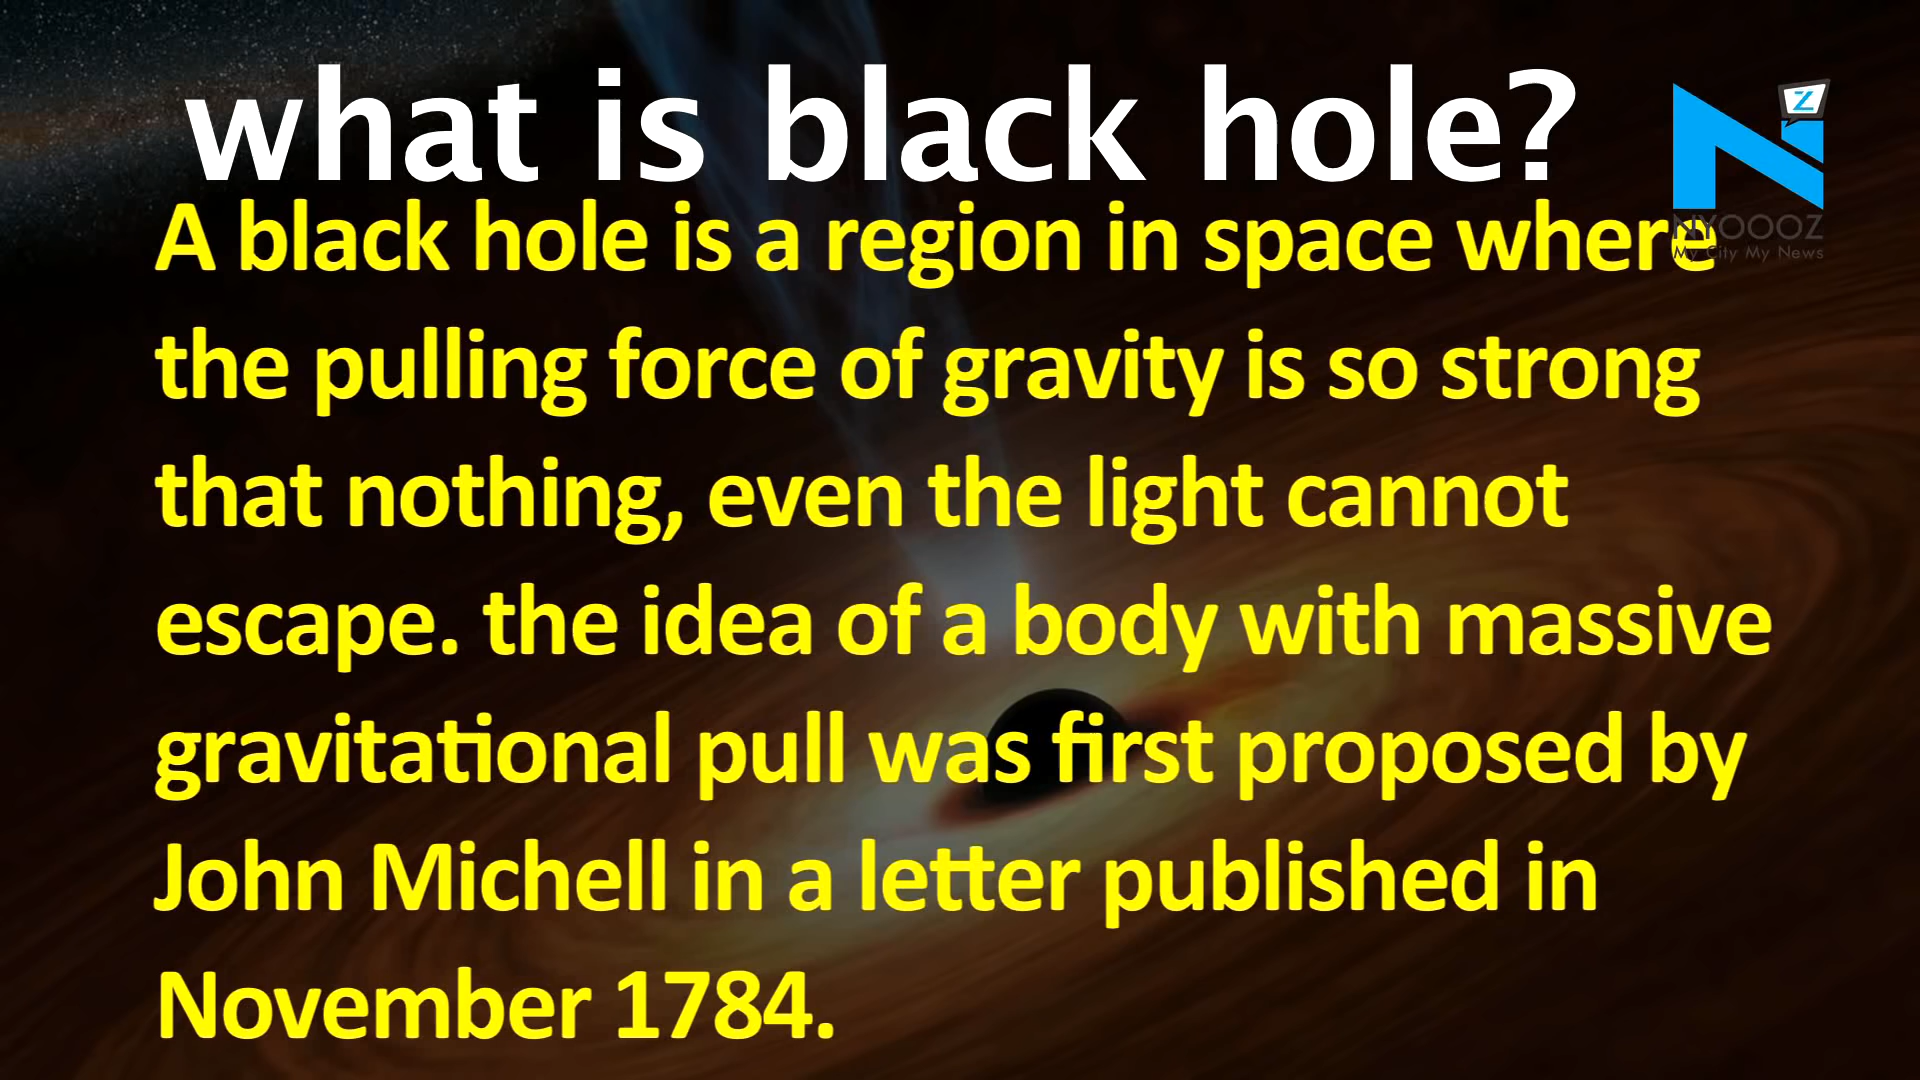 what is black hole?
Z
NYOOOZ
My City My News
A black hole is a region in space where
the pulling force of gravity is so strong
that nothing, even the light cannot
escape. the idea of a body with massive
gravitational pull was first proposed by
John Michell in a letter published in
November 1784.